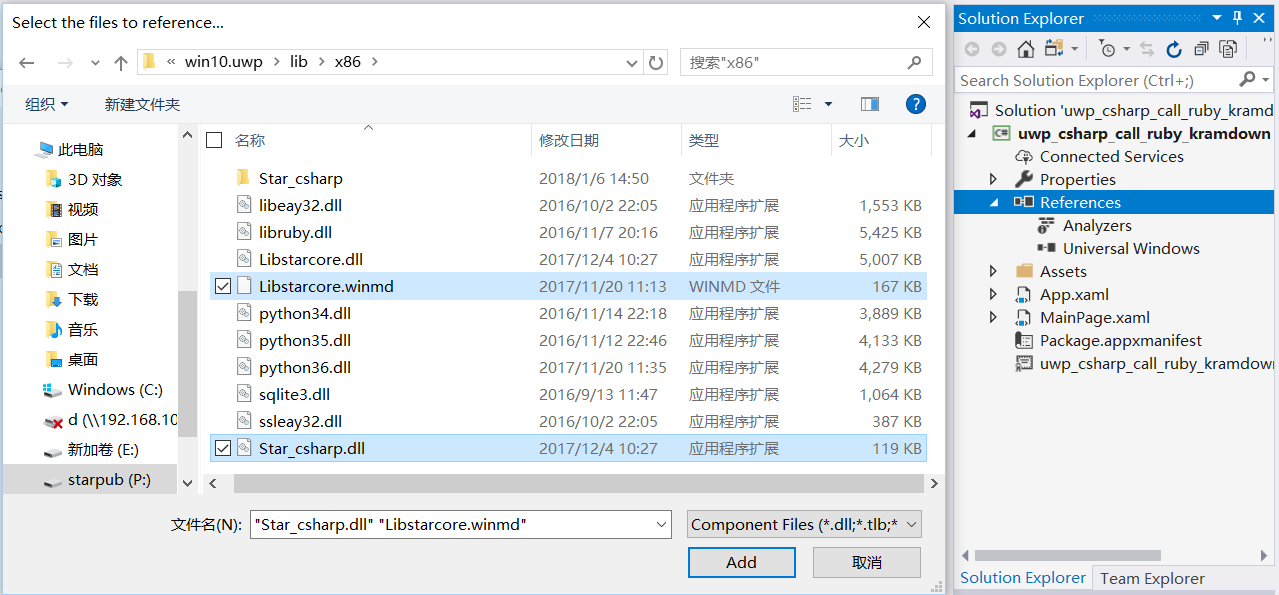 Select the files to reference...
« win10.uwp › lib › x86 ›
搜索"x86"
组织 新建文件夹
名称 修改日期 类型 大小
此电脑
3D 对象
视频
图片
文档
下载
音乐
桌面
Windows (C:)
d (\\192.168.10
新加卷 (E:)
starpub (P:)
Star_csharp 2018/1/6 14:50 文件夹
libeay32.dll 2016/10/2 22:05 应用程序扩展 1,553 KB
libruby.dll 2016/11/7 20:16 应用程序扩展 5,425 KB
Libstarcore.dll 2017/12/4 10:27 应用程序扩展 5,007 KB
Libstarcore.winmd 2017/11/20 11:13 WINMD 文件 167 KB
python34.dll 2016/11/14 22:18 应用程序扩展 3,889 KB
python35.dll 2016/11/12 22:46 应用程序扩展 4,133 KB
python36.dll 2017/11/20 11:35 应用程序扩展 4,279 KB
sqlite3.dll 2016/9/13 11:47 应用程序扩展 1,064 KB
ssleay32.dll 2016/10/2 22:05 应用程序扩展 387 KB
Star_csharp.dll 2017/12/4 10:27 应用程序扩展 119 KB
文件名(N): "Star_csharp.dll" "Libstarcore.winmd"
Component Files (*.dll;*.tlb;*
Add 取消
Solution Explorer
Search Solution Explorer (Ctrl+;)
Solution 'uwp_csharp_call_ruby_kramd
C# uwp_csharp_call_ruby_kramdown
Connected Services
Properties
References
Analyzers
Universal Windows
Assets
App.xaml
MainPage.xaml
Package.appxmanifest
uwp_csharp_call_ruby_kramdown
Solution Explorer Team Explorer